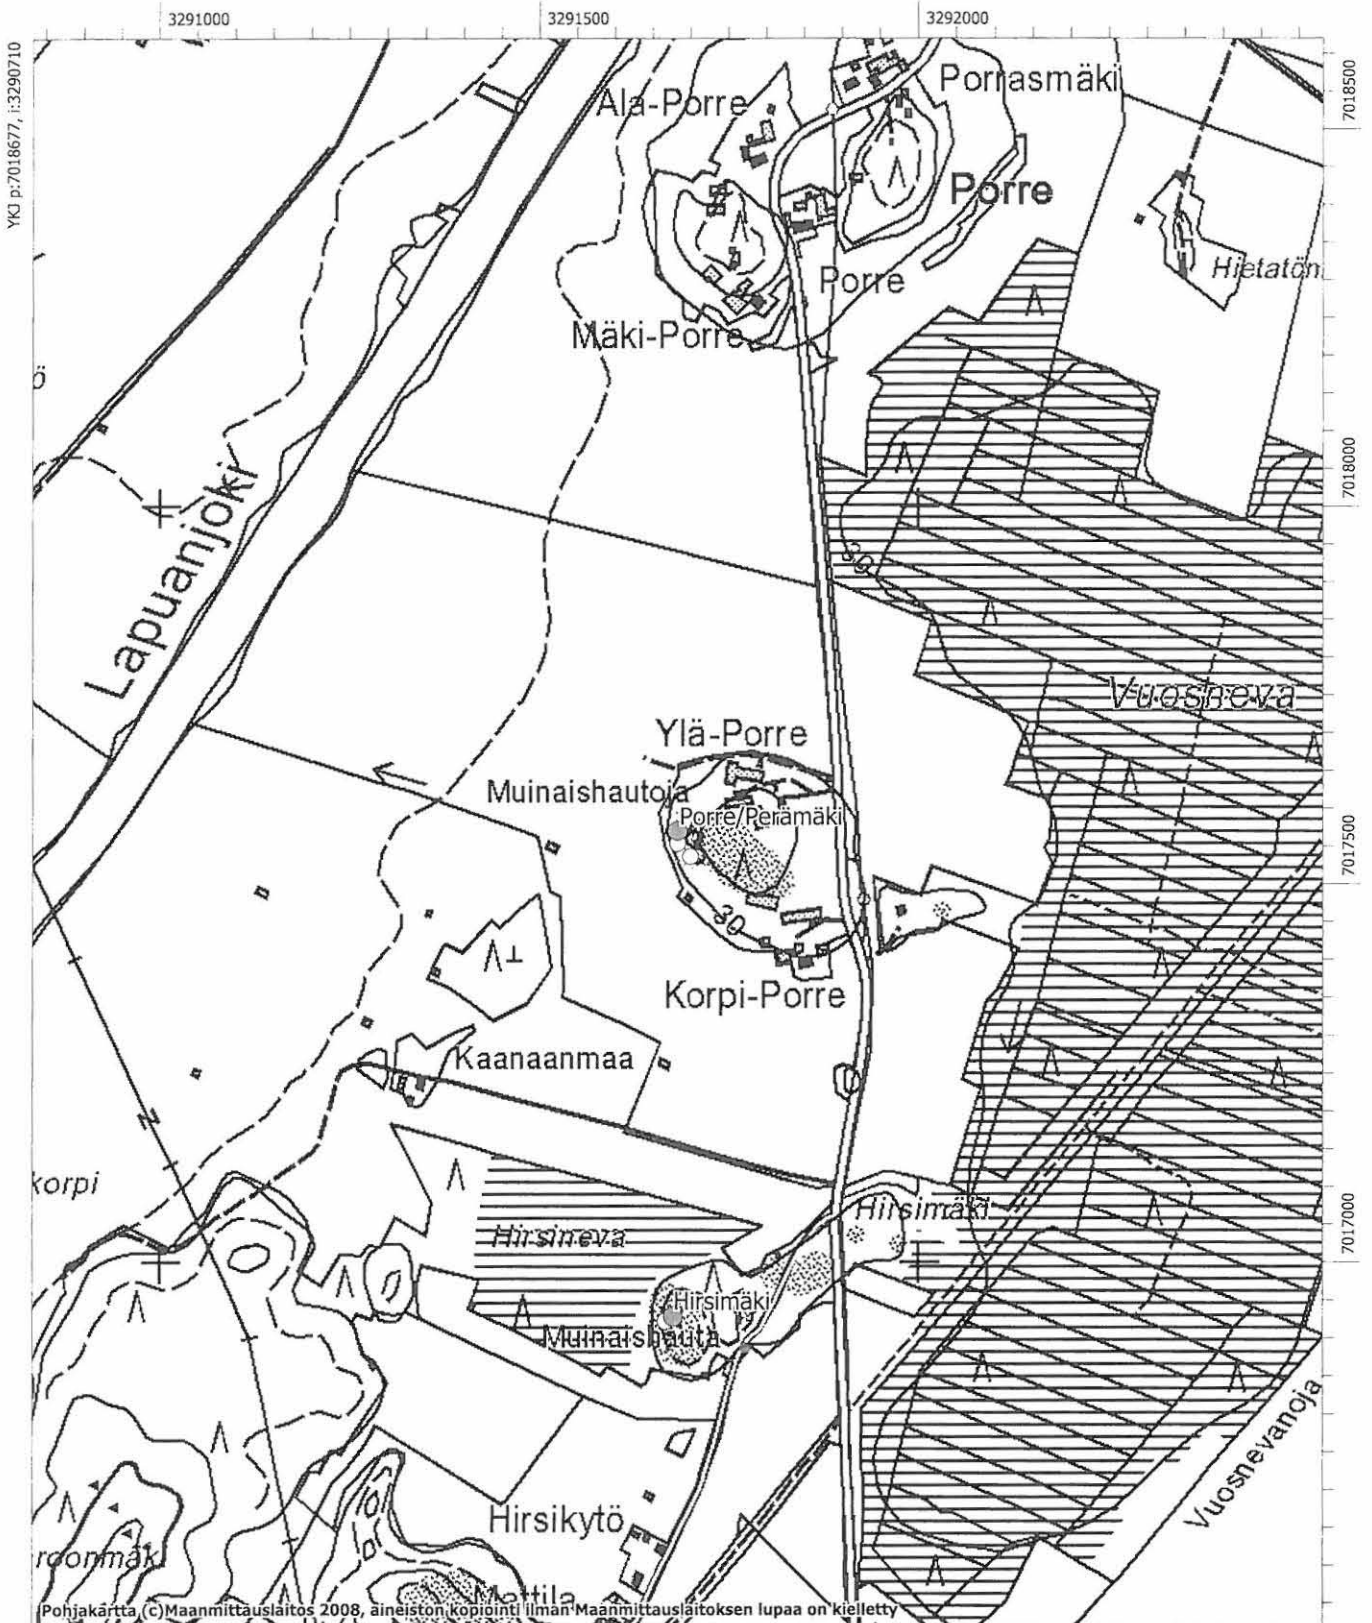 3291000
3291500
3292000
YKJ p:7018677, i:3290710
7018500
Ala-Porre
Porrasmäki
Porre
Hietatön
Porre
Mäki-Porre
ö
7018000
Lapuanjoki
30
Vuosneva
Ylä-Porre
Muinaishautoja
Porre/Perämäki
7017500
30
Korpi-Porre
Kaanaanmaa
korpi
Hirsimäki
7017000
Hirsineva
Hirsimäki
Muinaishauta
Vuosnevanoja
Hirsikytö
roonmäk
Mattila
Pohjakartta (c)Maanmittauslaitos 2008, aineiston kopiointi ilman Maanmittauslaitoksen lupaa on kielletty